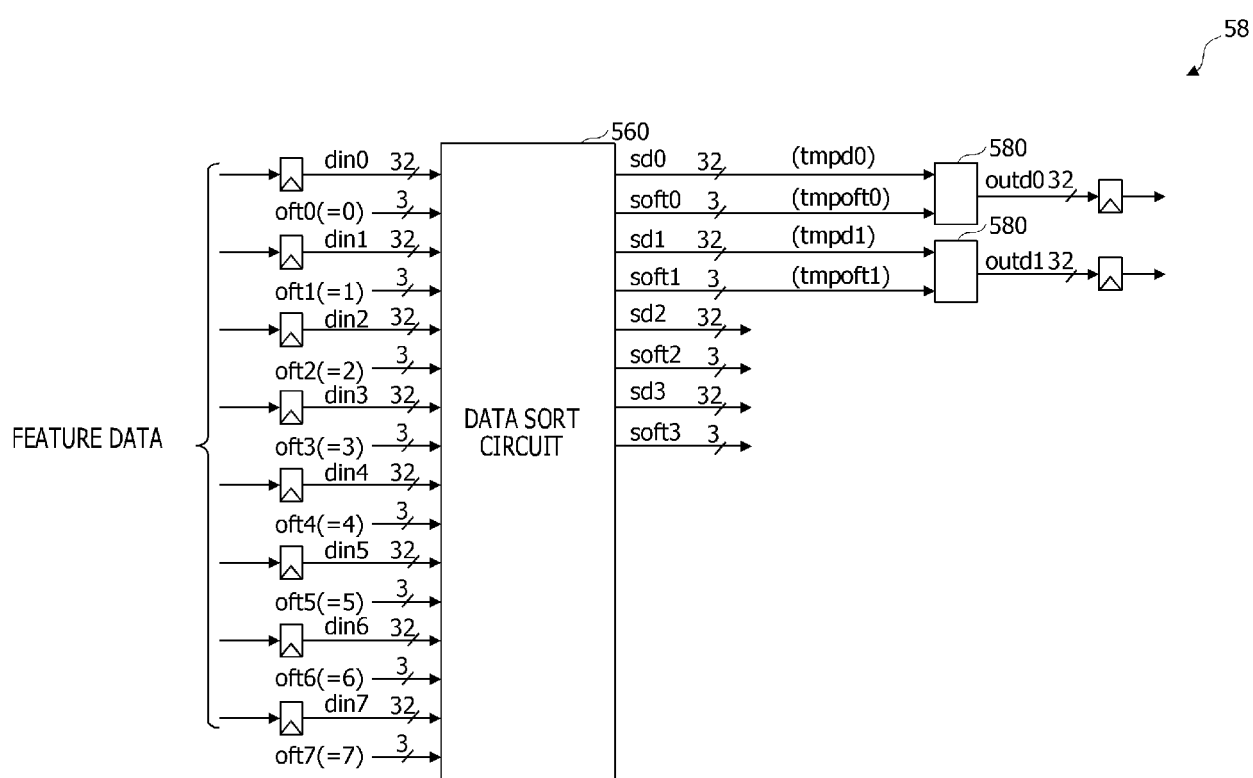 58
560
din0 32 sd0 32 (tmpd0) 580
oft0(=0) 3 soft0 3 (tmpoft0) outd0 32
din1 32 sd1 32 (tmpd1) 580
oft1(=1) 3 soft1 3 (tmpoft1) outd1 32
din2 32 sd2 32
oft2(=2) 3 soft2 3
din3 32 sd3 32
FEATURE DATA
DATA SORT
CIRCUIT
oft3(=3) 3 soft3 3
din4 32
oft4(=4) 3
din5 32
oft5(=5) 3
din6 32
oft6(=6) 3
din7 32
oft7(=7) 3